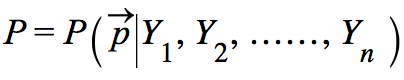 P = P(p⃗|Y₁, Y₂, ……, Yₙ)